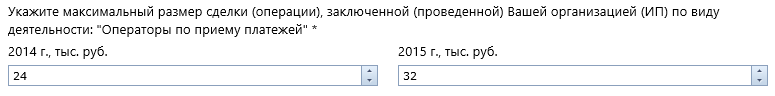 Укажите максимальный размер сделки (операции), заключенной (проведенной) Вашей организацией (ИП) по виду
деятельности: "Операторы по приему платежей" *
2014 г., тыс. руб. 2015 г., тыс. руб.
24 32